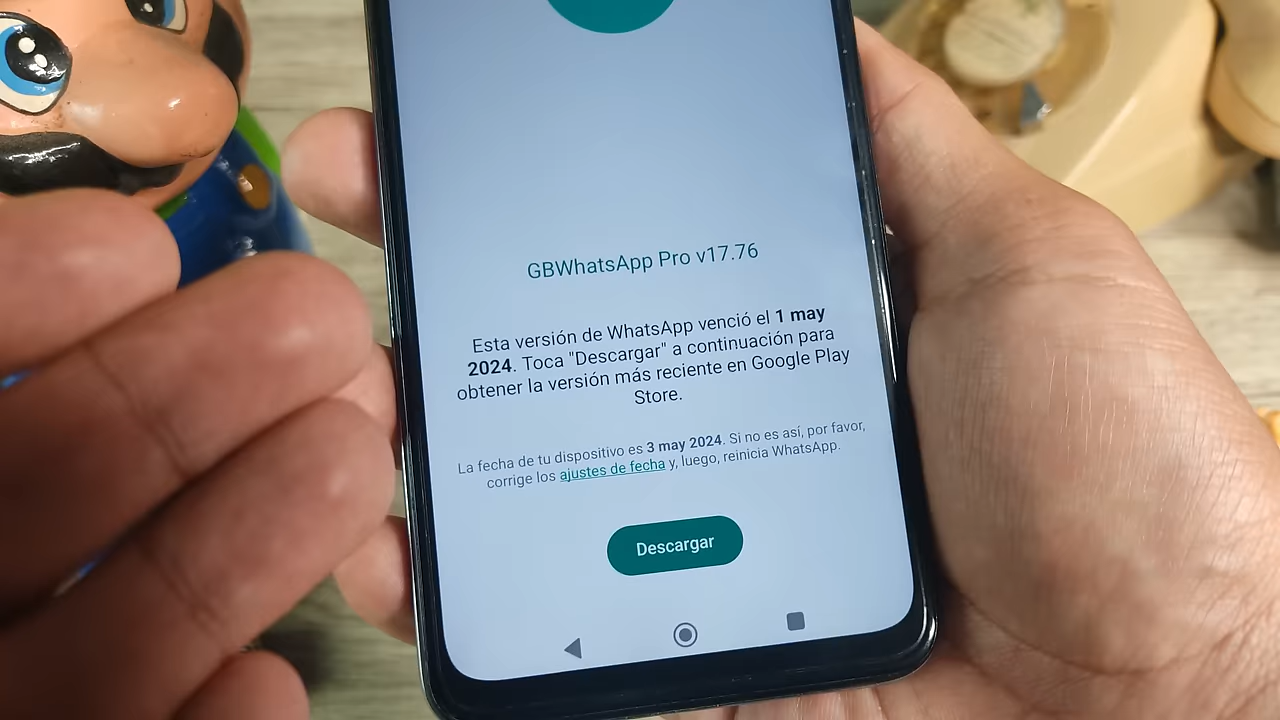 GBWhatsApp Pro v17.76
Esta versión de WhatsApp venció el 1 may
2024. Toca "Descargar" a continuación para
obtener la versión más reciente en Google Play
Store.
La fecha de tu dispositivo es 3 may 2024. Si no es así, por favor,
corrige los ajustes de fecha y, luego, reinicia WhatsApp.
Descargar